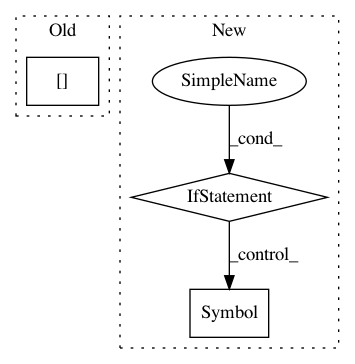 Old
New
[]
SimpleName
_cond_
IfStatement
_control_
Symbol